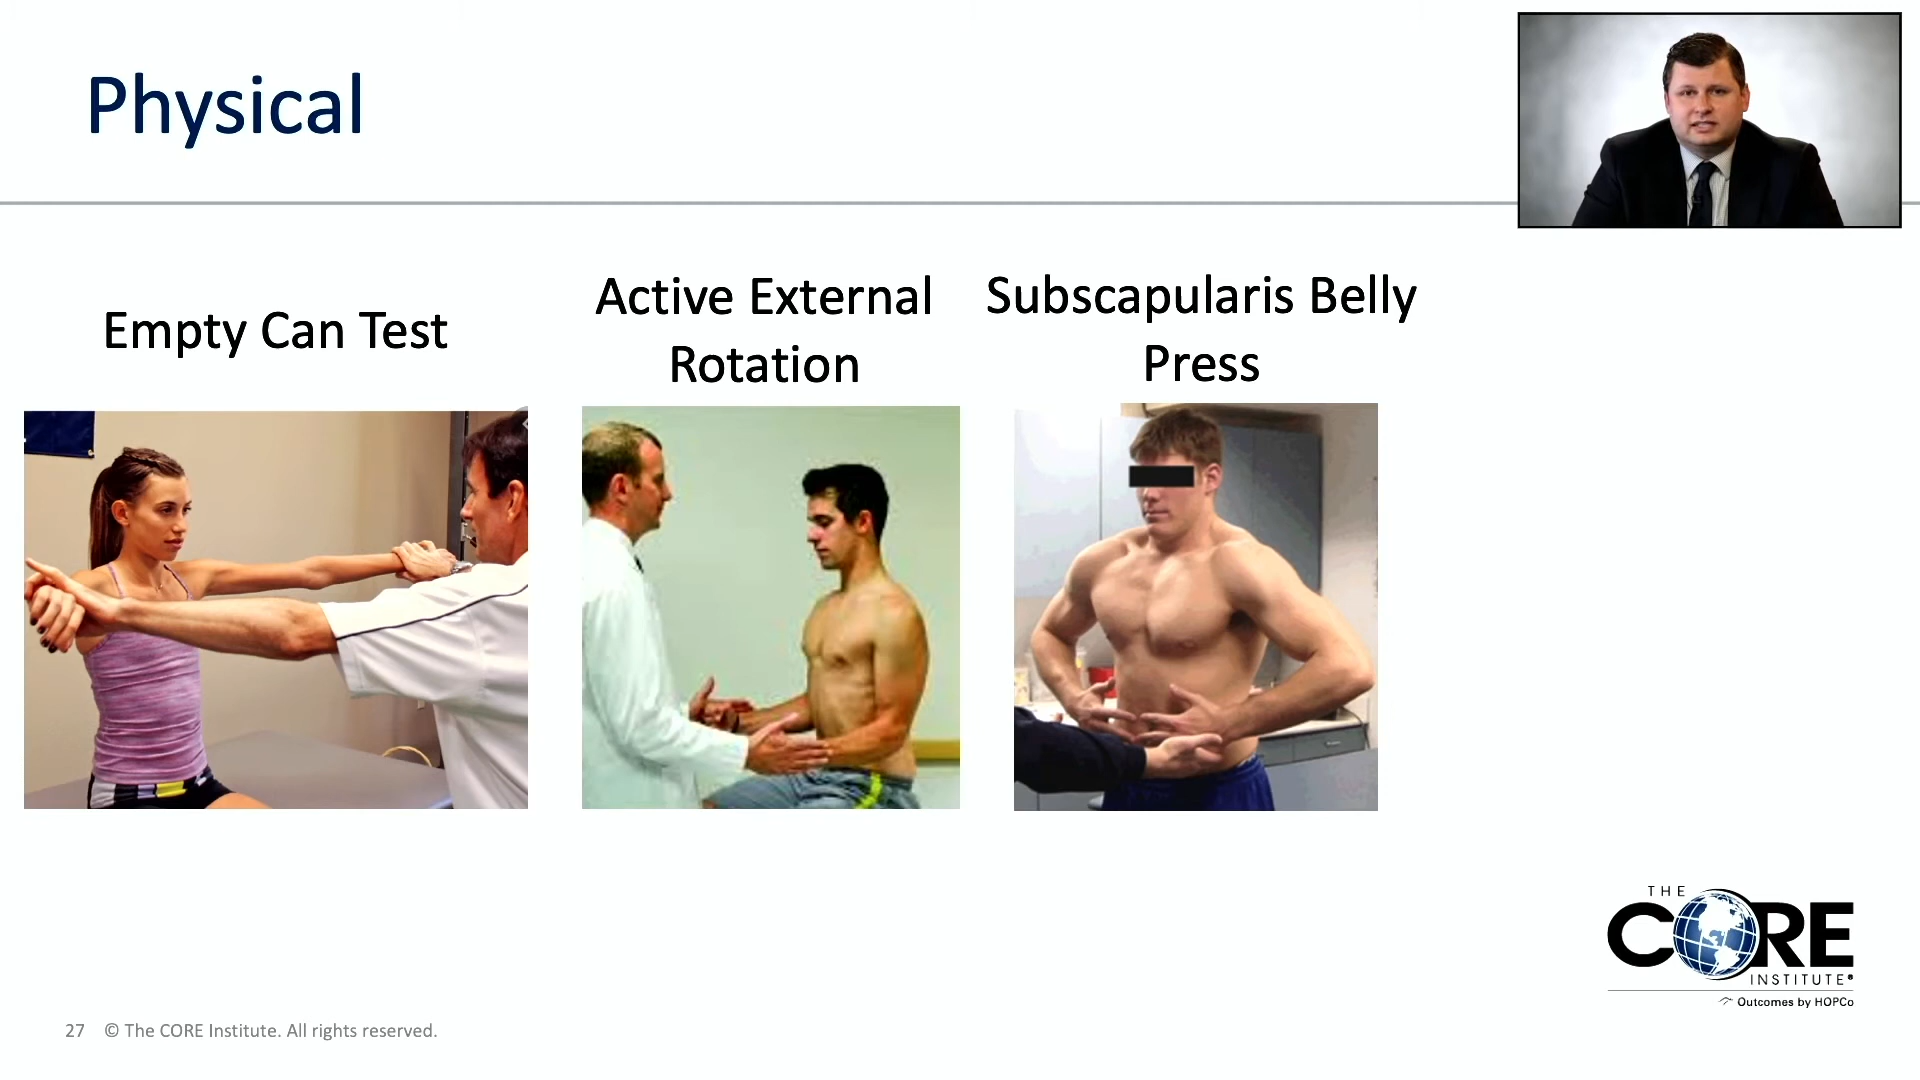 Physical
Empty Can Test
Active External
Rotation
Subscapularis Belly
Press
THE
CORE
INSTITUTE®
Outcomes by HOPCo
27 © The CORE Institute. All rights reserved.